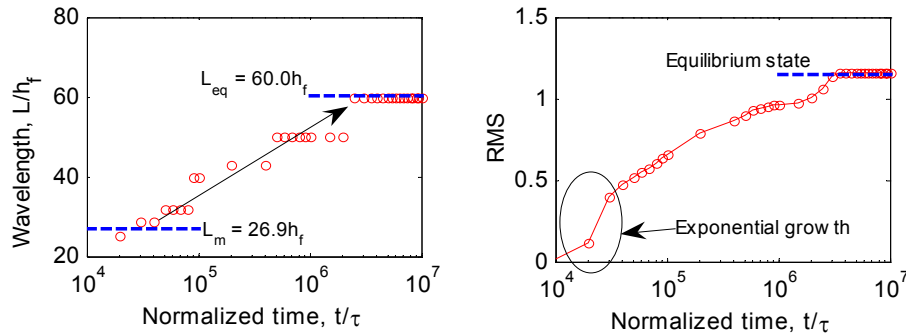 Wavelength, L/h_f
80
60
40
20
L_eq = 60.0h_f
L_m = 26.9h_f
10^4
10^5
10^6
10^7
Normalized time, t/τ
RMS
1.5
1
0.5
0
Equilibrium state
Exponential grow th
10^4
10^5
10^6
10^7
Normalized time, t/τ